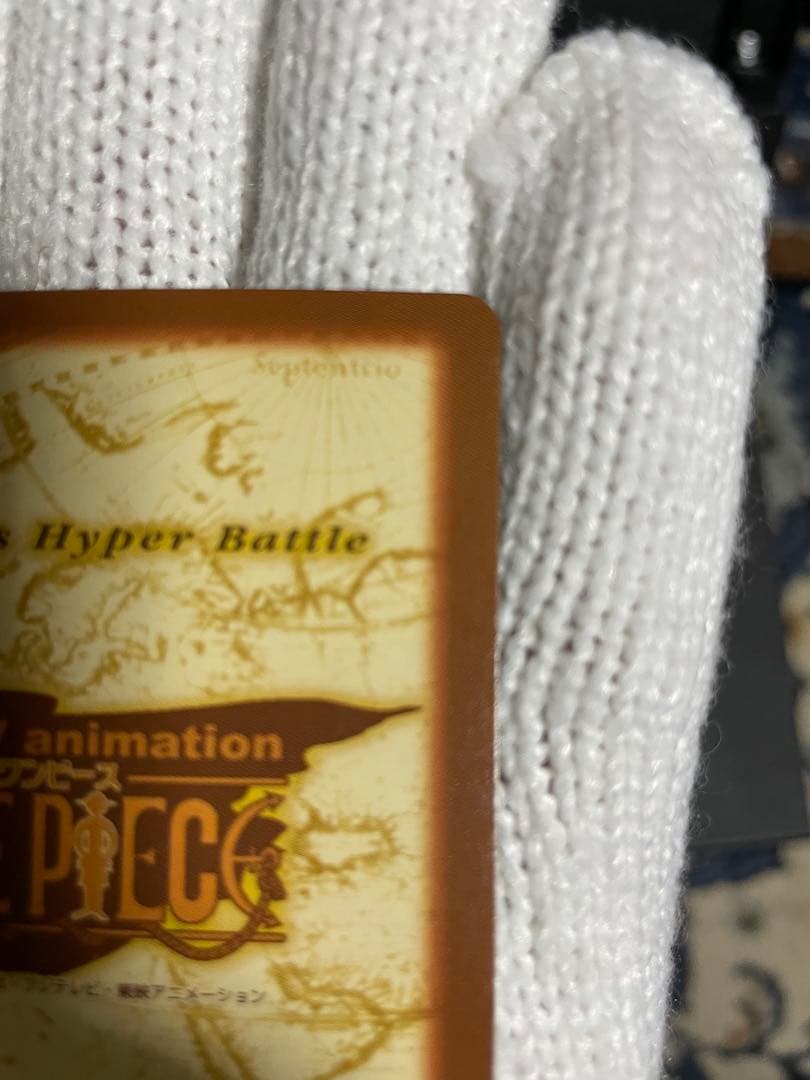 Septentrio
s Hyper Battle
V animation
ワンピース
E PIECE
フジテレビ・東映アニメーション